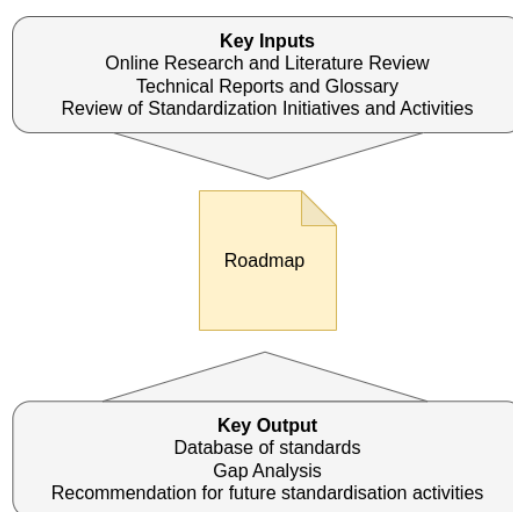 Key Inputs
Online Research and Literature Review
Technical Reports and Glossary
Review of Standardization Initiatives and Activities
Roadmap
Key Output
Database of standards
Gap Analysis
Recommendation for future standardisation activities